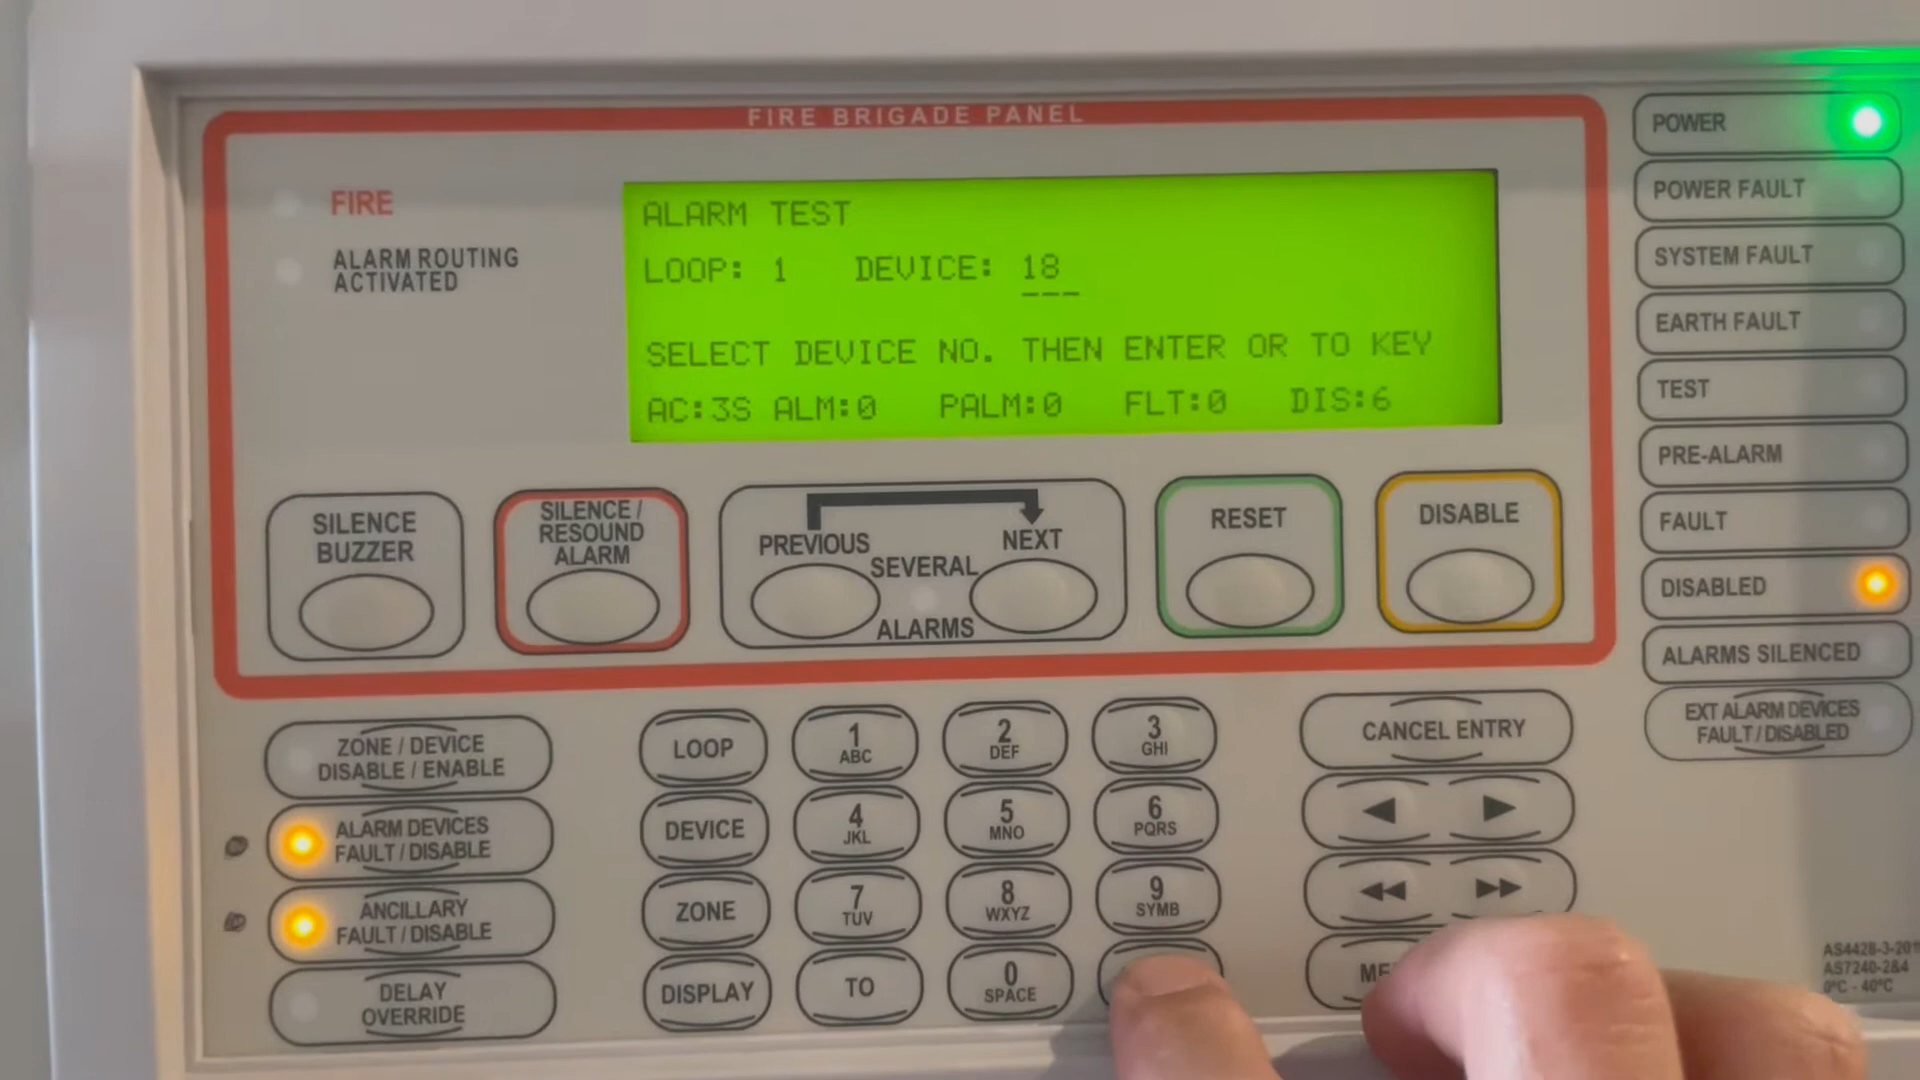 FIRE BRIGADE PANEL
FIRE
ALARM ROUTING
ACTIVATED
ALARM TEST
LOOP: 1 DEVICE: 18
SELECT DEVICE NO. THEN ENTER OR TO KEY
AC:3S ALM:0 PALM:0 FLT:0 DIS:6
SILENCE
BUZZER
SILENCE /
RESOUND
ALARM
PREVIOUS
NEXT
SEVERAL
ALARMS
RESET
DISABLE
POWER
POWER FAULT
SYSTEM FAULT
EARTH FAULT
TEST
PRE-ALARM
FAULT
DISABLED
ALARMS SILENCED
EXT ALARM DEVICES
FAULT / DISABLED
ZONE / DEVICE
DISABLE / ENABLE
ALARM DEVICES
FAULT / DISABLE
ANCILLARY
FAULT / DISABLE
DELAY
OVERRIDE
LOOP
1
ABC
2
DEF
3
GHI
DEVICE
4
JKL
5
MNO
6
PQRS
ZONE
7
TUV
8
WXYZ
9
SYMB
DISPLAY
TO
0
SPACE
CANCEL ENTRY
AS7240-2&4
0°C - 40°C